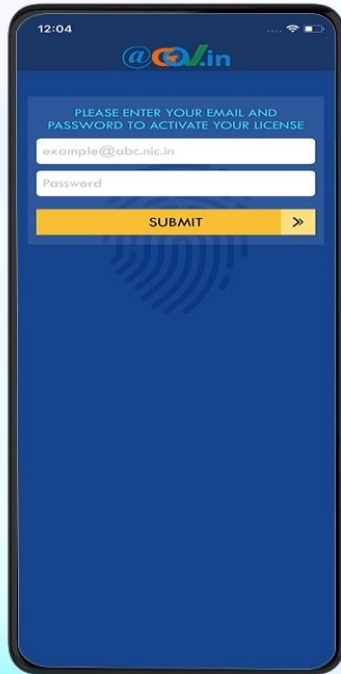 12:04
@GOV.in
PLEASE ENTER YOUR EMAIL AND
PASSWORD TO ACTIVATE YOUR LICENSE
example@abc.nic.in
Password
SUBMIT